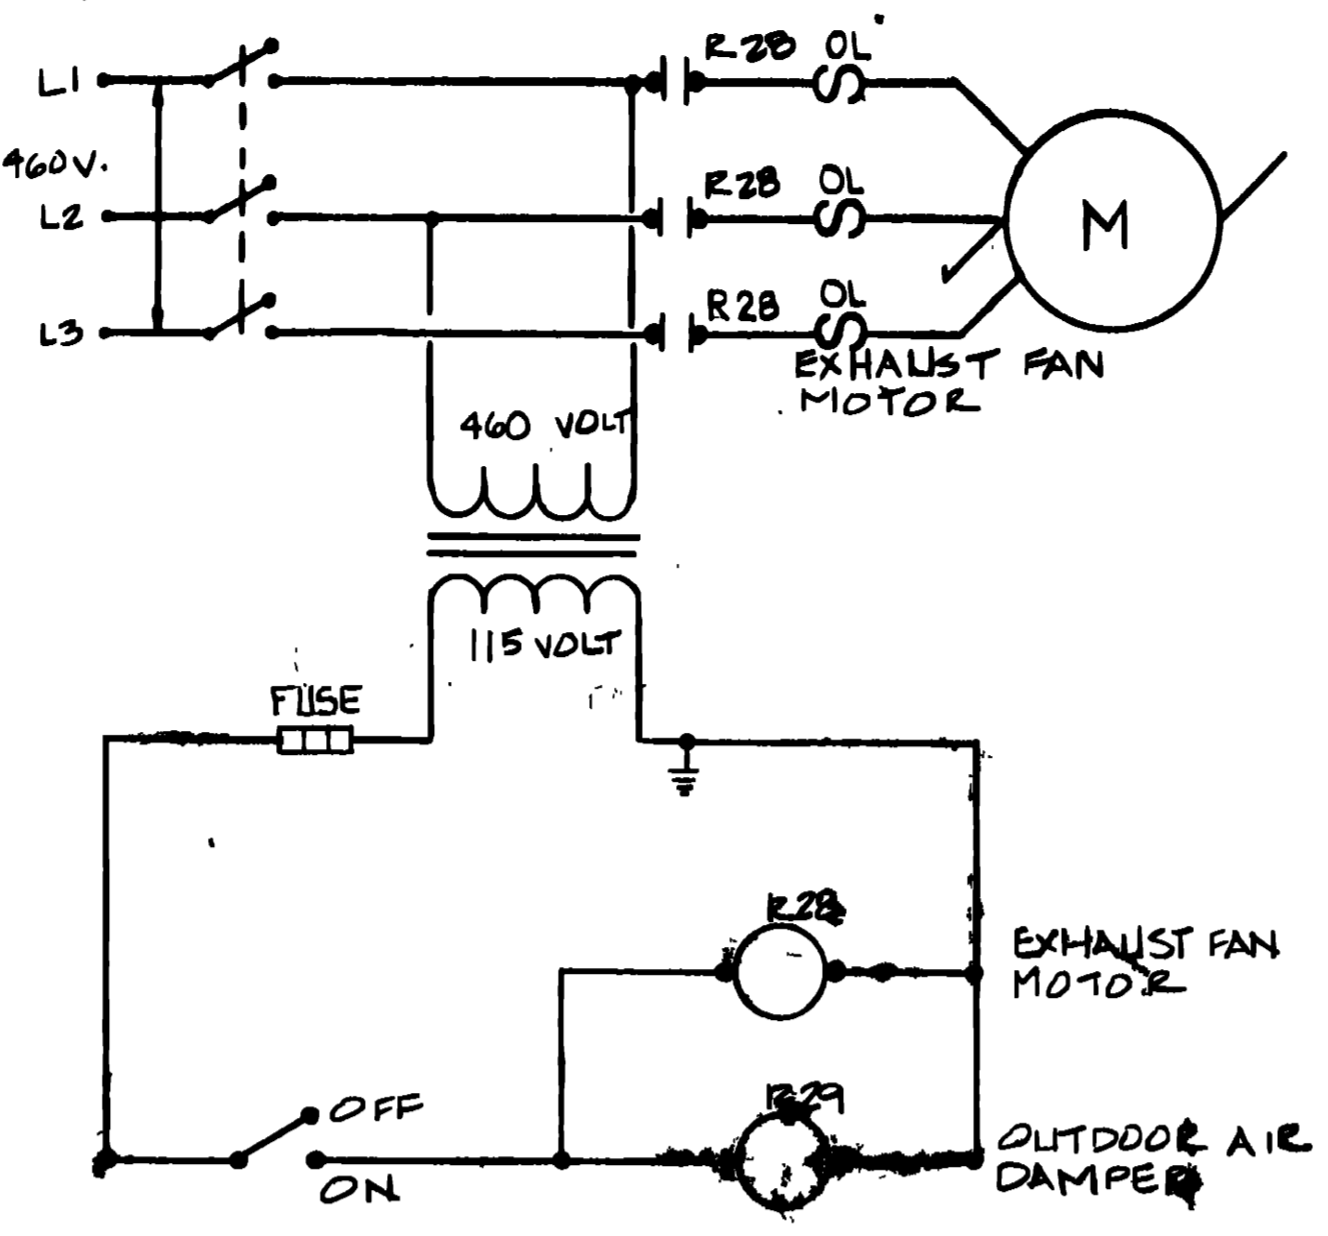 L1
R28 OL
460V.
L2
R28 OL
M
L3
R28 OL
EXHAUST FAN
MOTOR
460 VOLT
115 VOLT
FUSE
R28
EXHAUST FAN
MOTOR
R29
OFF
ON
OUTDOOR AIR
DAMPER